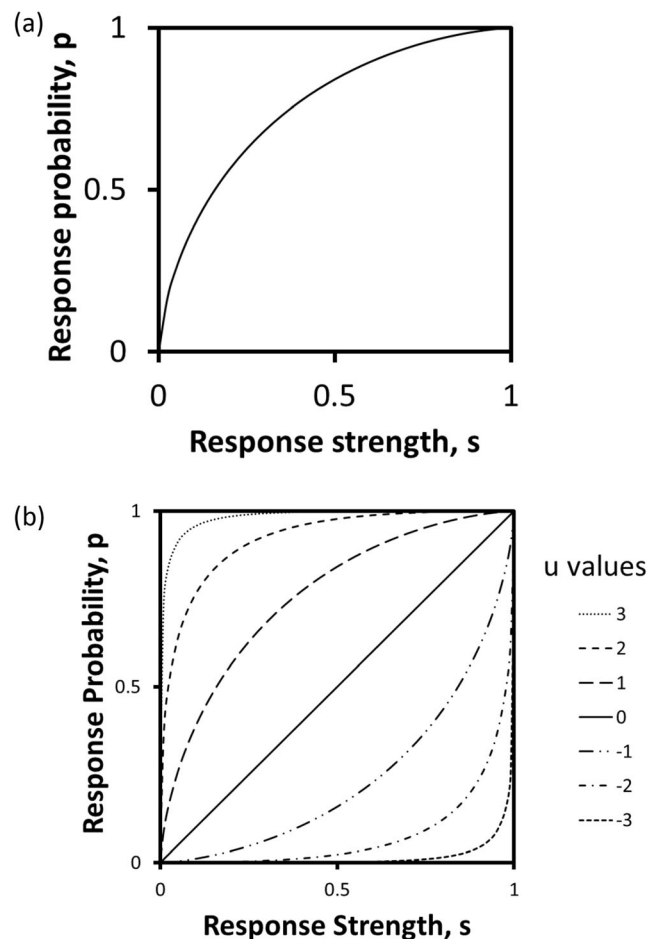 (a)
1
0.5
0
Response probability, p
0
0.5
1
Response strength, s
(b)
1
0.5
0
Response Probability, p
0
0.5
1
Response Strength, s
u values
3
2
1
0
-1
-2
-3